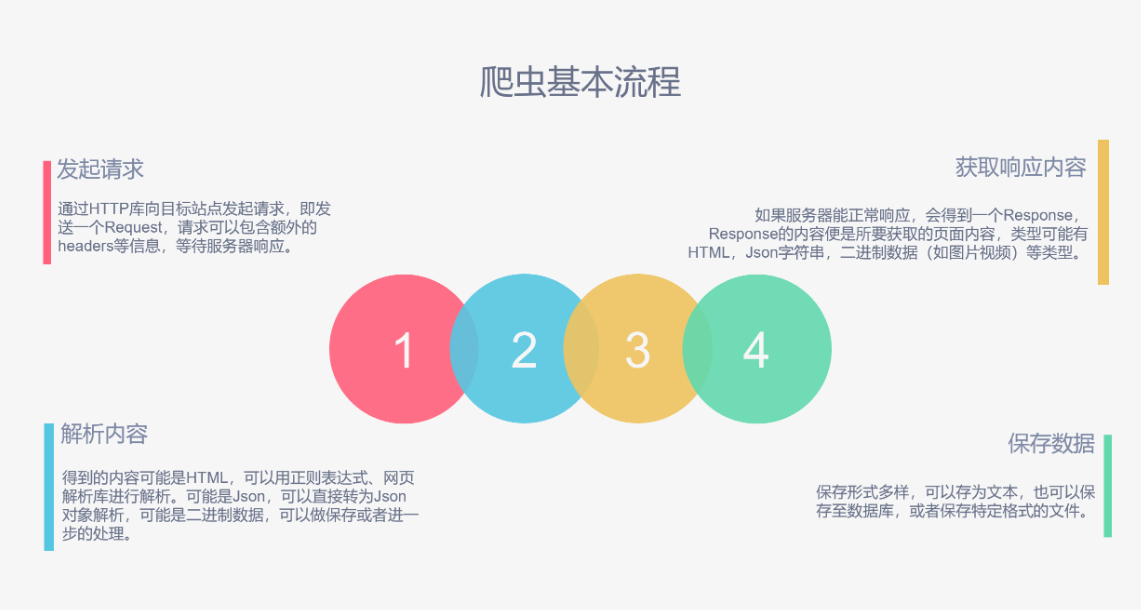 爬虫基本流程
发起请求
通过HTTP库向目标站点发起请求，即发
送一个Request，请求可以包含额外的
headers等信息，等待服务器响应。
获取响应内容
如果服务器能正常响应，会得到一个Response，
Response的内容便是所要获取的页面内容，类型可能有
HTML，Json字符串，二进制数据（如图片视频）等类型。
1
2
3
4
解析内容
得到的内容可能是HTML，可以用正则表达式、网页
解析库进行解析。可能是Json，可以直接转为Json
对象解析，可能是二进制数据，可以做保存或者进一
步的处理。
保存数据
保存形式多样，可以存为文本，也可以保
存至数据库，或者保存特定格式的文件。